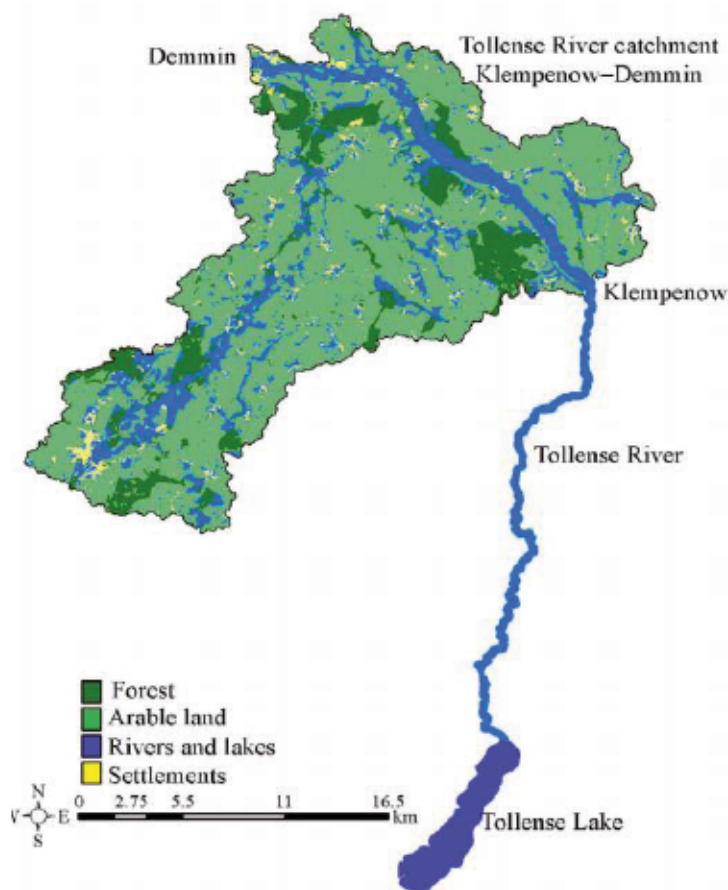 Demmin
Tollense River catchment
Klempenow–Demmin
Klempenow
Tollense River
Forest
Arable land
Rivers and lakes
Settlements
N
V E
S
0 2.75 5.5 11 16.5
km
Tollense Lake